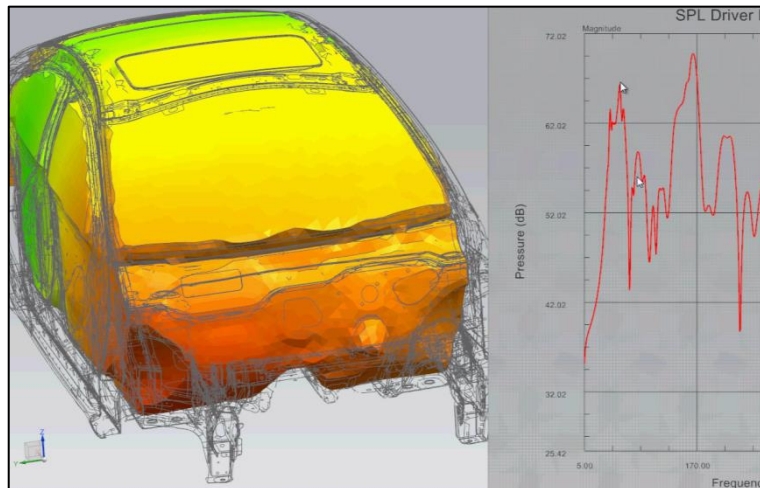 SPL Driver
Magnitude
72.02
62.02
52.02
42.02
32.02
25.42
Pressure (dB)
5.00
170.00
Frequen
Z
Y